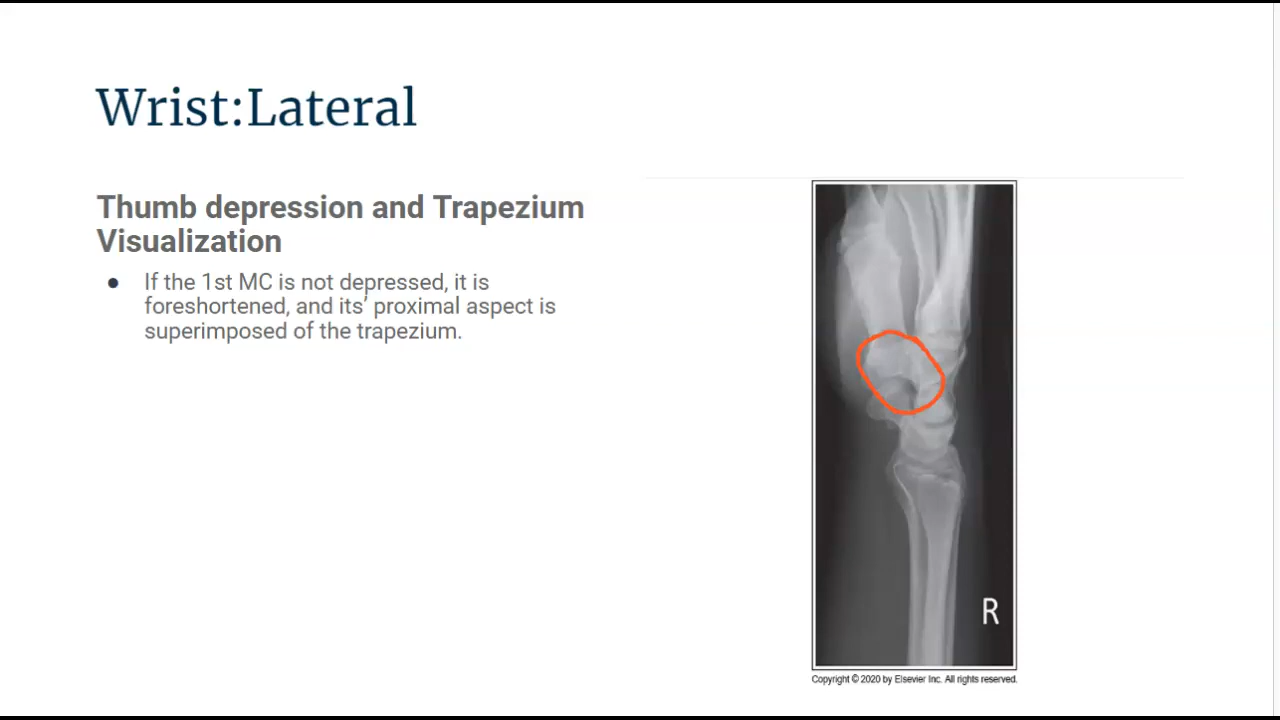 Wrist:Lateral
Thumb depression and Trapezium
Visualization
● If the 1st MC is not depressed, it is
foreshortened, and its’ proximal aspect is
superimposed of the trapezium.
R
Copyright © 2020 by Elsevier Inc. All rights reserved.